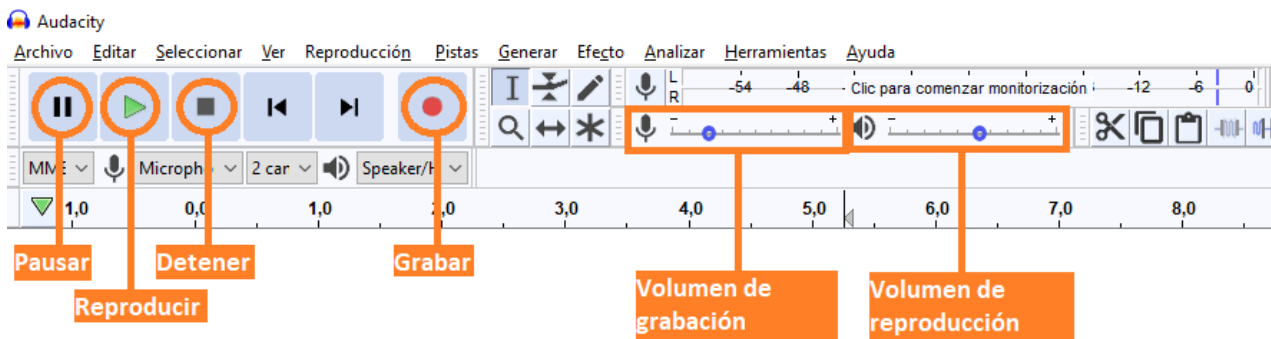 Audacity
Archivo Editar Seleccionar Ver Reproducción Pistas Generar Efecto Analizar Herramientas Ayuda
L
R
-54 -48 Clic para comenzar monitorización -12 -6 0
- +
- +
MME 2 can Speaker/H
1,0 0,0 1,0 2,0 3,0 4,0 5,0 6,0 7,0 8,0
Pausar Detener Grabar
Reproducir
Volumen de
grabación
Volumen de
reproducción